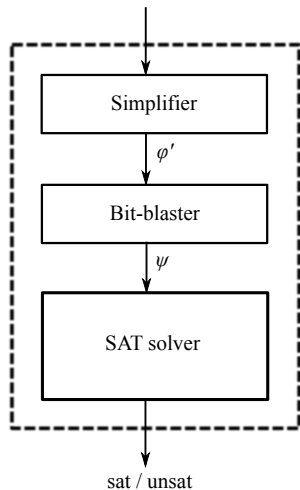 Simplifier
φ′
Bit-blaster
ψ
SAT solver
sat / unsat